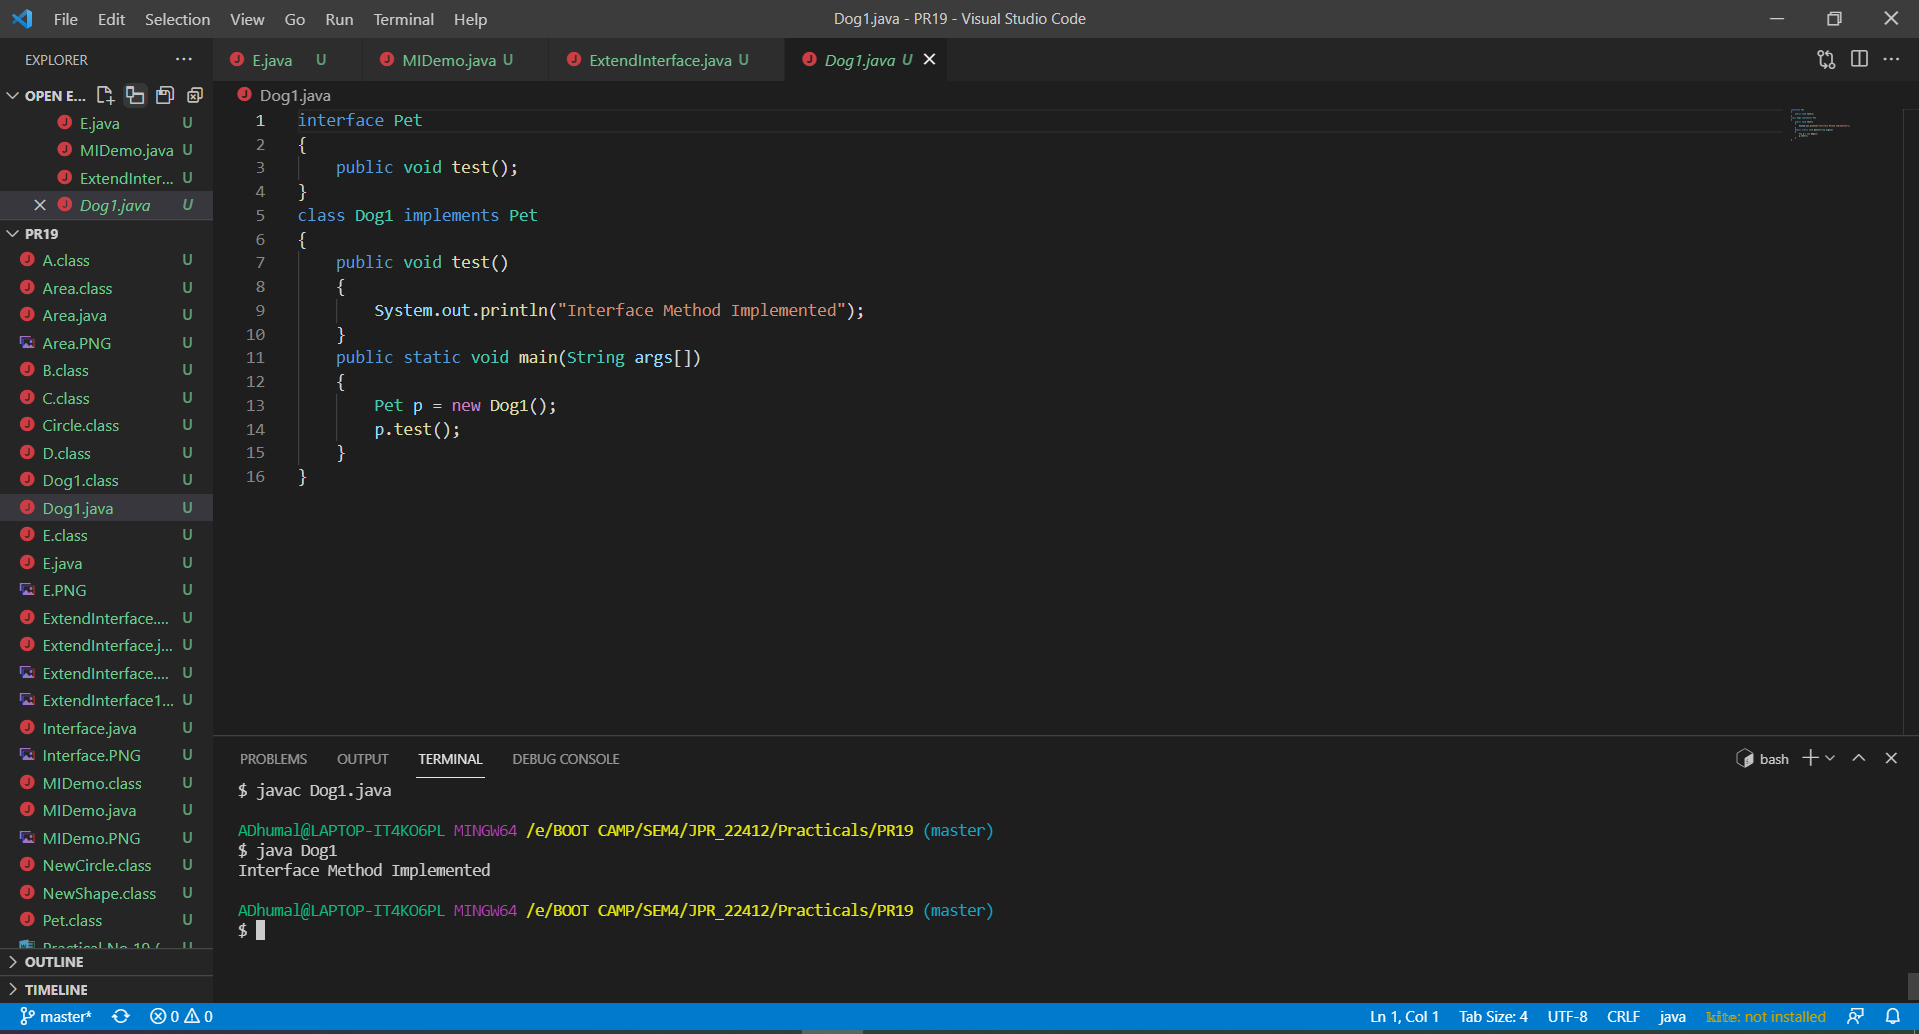 File Edit Selection View Go Run Terminal Help
Dog1.java - PR19 - Visual Studio Code
EXPLORER
OPEN E...
E.java U
MIDemo.java U
ExtendInter... U
Dog1.java U
PR19
A.class U
Area.class U
Area.java U
Area.PNG U
B.class U
C.class U
Circle.class U
D.class U
Dog1.class U
Dog1.java U
E.class U
E.java U
E.PNG U
ExtendInterface.... U
ExtendInterface.j... U
ExtendInterface.... U
ExtendInterface1... U
Interface.java U
Interface.PNG U
MIDemo.class U
MIDemo.java U
MIDemo.PNG U
NewCircle.class U
NewShape.class U
Pet.class U
Practical No 19 U
OUTLINE
TIMELINE
E.java U
MIDemo.java U
ExtendInterface.java U
Dog1.java U
Dog1.java
1 interface Pet
2 {
3 public void test();
4 }
5 class Dog1 implements Pet
6 {
7 public void test()
8 {
9 System.out.println("Interface Method Implemented");
10 }
11 public static void main(String args[])
12 {
13 Pet p = new Dog1();
14 p.test();
15 }
16 }
PROBLEMS OUTPUT TERMINAL DEBUG CONSOLE
bash
$ javac Dog1.java
ADhumal@LAPTOP-IT4KO6PL MINGW64 /e/BOOT CAMP/SEM4/JPR_22412/Practicals/PR19 (master)
$ java Dog1
Interface Method Implemented
ADhumal@LAPTOP-IT4KO6PL MINGW64 /e/BOOT CAMP/SEM4/JPR_22412/Practicals/PR19 (master)
$
master* 0 0
Ln 1, Col 1 Tab Size: 4 UTF-8 CRLF java kite: not installed